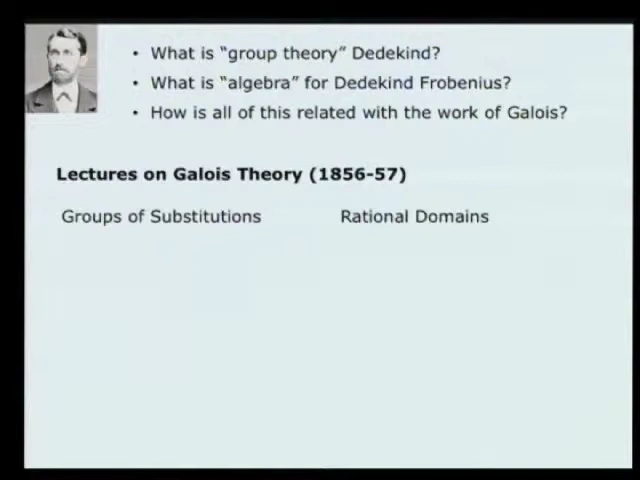 • What is “group theory” Dedekind?
• What is “algebra” for Dedekind Frobenius?
• How is all of this related with the work of Galois?
Lectures on Galois Theory (1856-57)
Groups of Substitutions Rational Domains